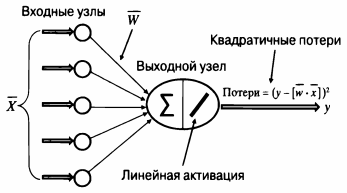 Входные узлы
W̅
Квадратичные потери
Выходной узел
X̅
Σ
Потери = (y – [w̅ · x̅])²
y
Линейная активация